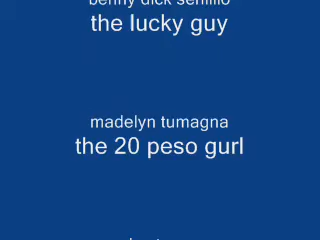 benny dick
the lucky guy
madelyn tumagna
the 20 peso gurl